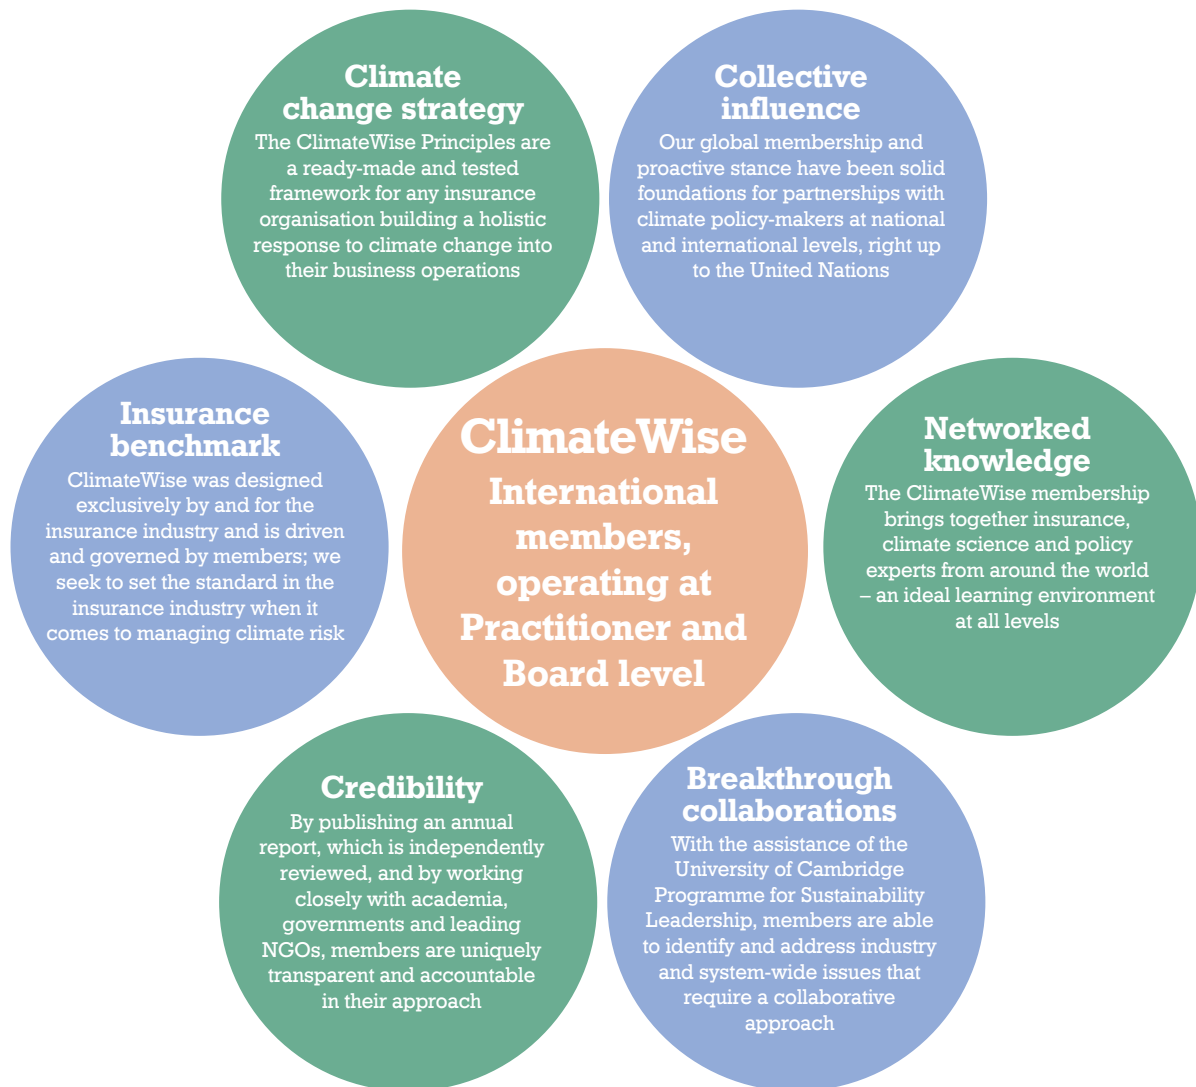 Climate
change strategy
The ClimateWise Principles are
a ready-made and tested
framework for any insurance
organisation building a holistic
response to climate change into
their business operations
Collective
influence
Our global membership and
proactive stance have been solid
foundations for partnerships with
climate policy-makers at national
and international levels, right up
to the United Nations
Insurance
benchmark
ClimateWise was designed
exclusively by and for the
insurance industry and is driven
and governed by members; we
seek to set the standard in the
insurance industry when it
comes to managing climate risk
ClimateWise
International
members,
operating at
Practitioner and
Board level
Networked
knowledge
The ClimateWise membership
brings together insurance,
climate science and policy
experts from around the world
– an ideal learning environment
at all levels
Credibility
By publishing an annual
report, which is independently
reviewed, and by working
closely with academia,
governments and leading
NGOs, members are uniquely
transparent and accountable
in their approach
Breakthrough
collaborations
With the assistance of the
University of Cambridge
Programme for Sustainability
Leadership, members are able
to identify and address industry
and system-wide issues that
require a collaborative
approach